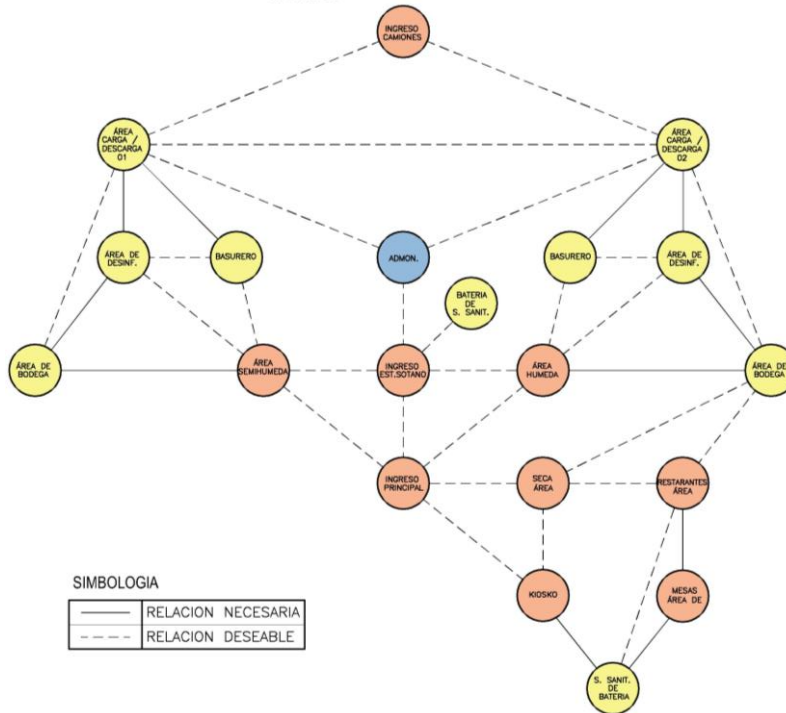 INGRESO
CAMIONES
ÁREA
CARGA /
DESCARGA
01
ÁREA
CARGA /
DESCARGA
02
ÁREA DE
DESINF.
BASURERO
ADMON.
BASURERO
ÁREA DE
DESINF.
BATERIA
DE
S. SANIT.
ÁREA DE
BODEGA
ÁREA
SEMIHUMEDA
INGRESO
EST.SOTANO
ÁREA
HUMEDA
ÁREA DE
BODEGA
INGRESO
PRINCIPAL
SECA
ÁREA
RESTARANTES
ÁREA
KIOSKO
MESAS
ÁREA DE
S. SANIT.
DE
BATERIA
SIMBOLOGIA
RELACION NECESARIA
RELACION DESEABLE